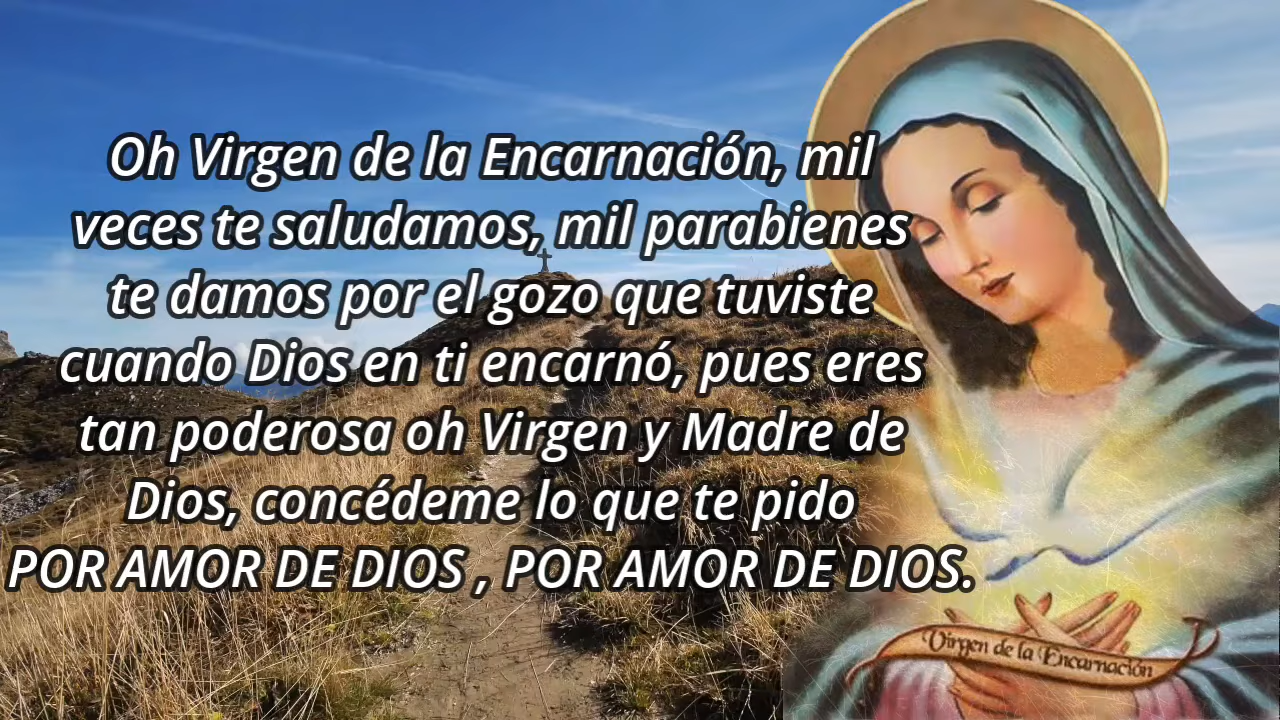 Oh Virgen de la Encarnación, mil
veces te saludamos, mil parabienes
te damos por el gozo que tuviste
cuando Dios en ti encarnó, pues eres
tan poderosa oh Virgen y Madre de
Dios, concédeme lo que te pido
POR AMOR DE DIOS , POR AMOR DE DIOS.
Virgen de la Encarnación